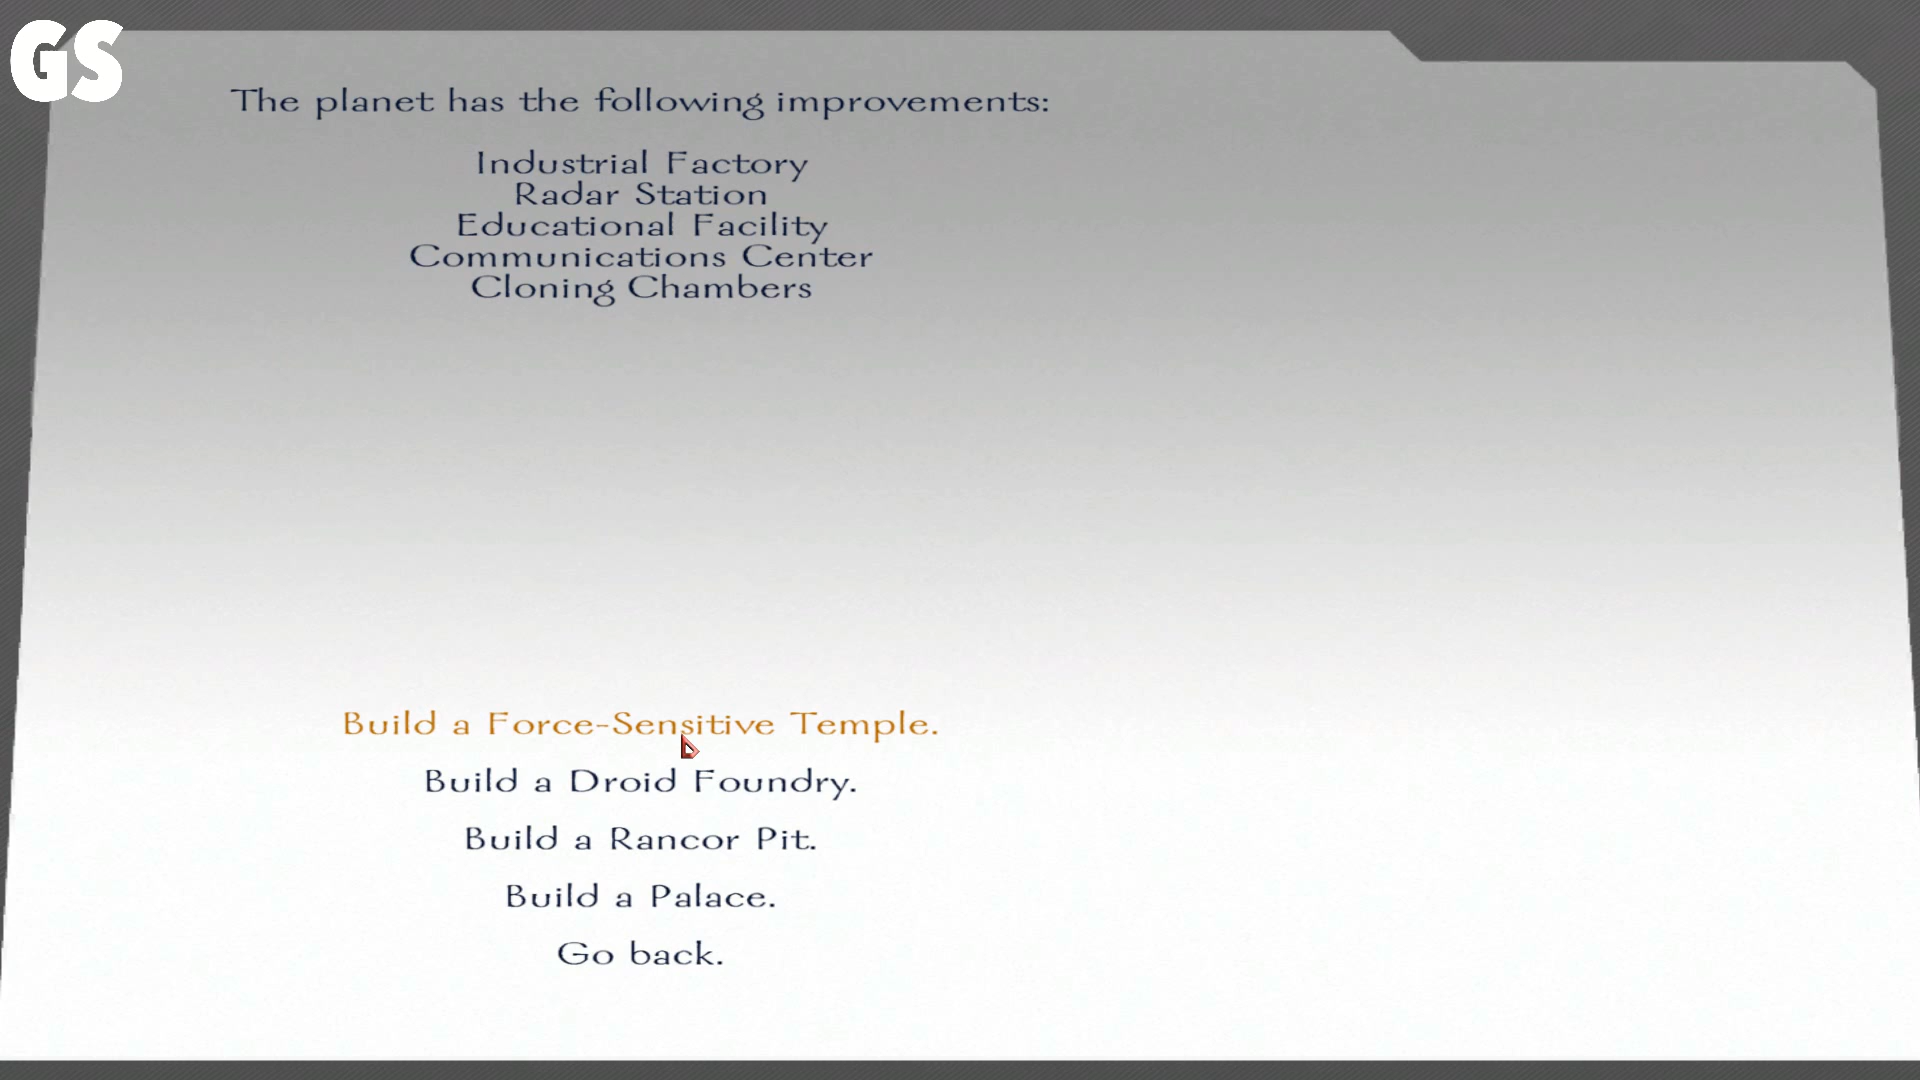 GS
The planet has the following improvements:
Industrial Factory
Radar Station
Educational Facility
Communications Center
Cloning Chambers
Build a Force-Sensitive Temple.
Build a Droid Foundry.
Build a Rancor Pit.
Build a Palace.
Go back.